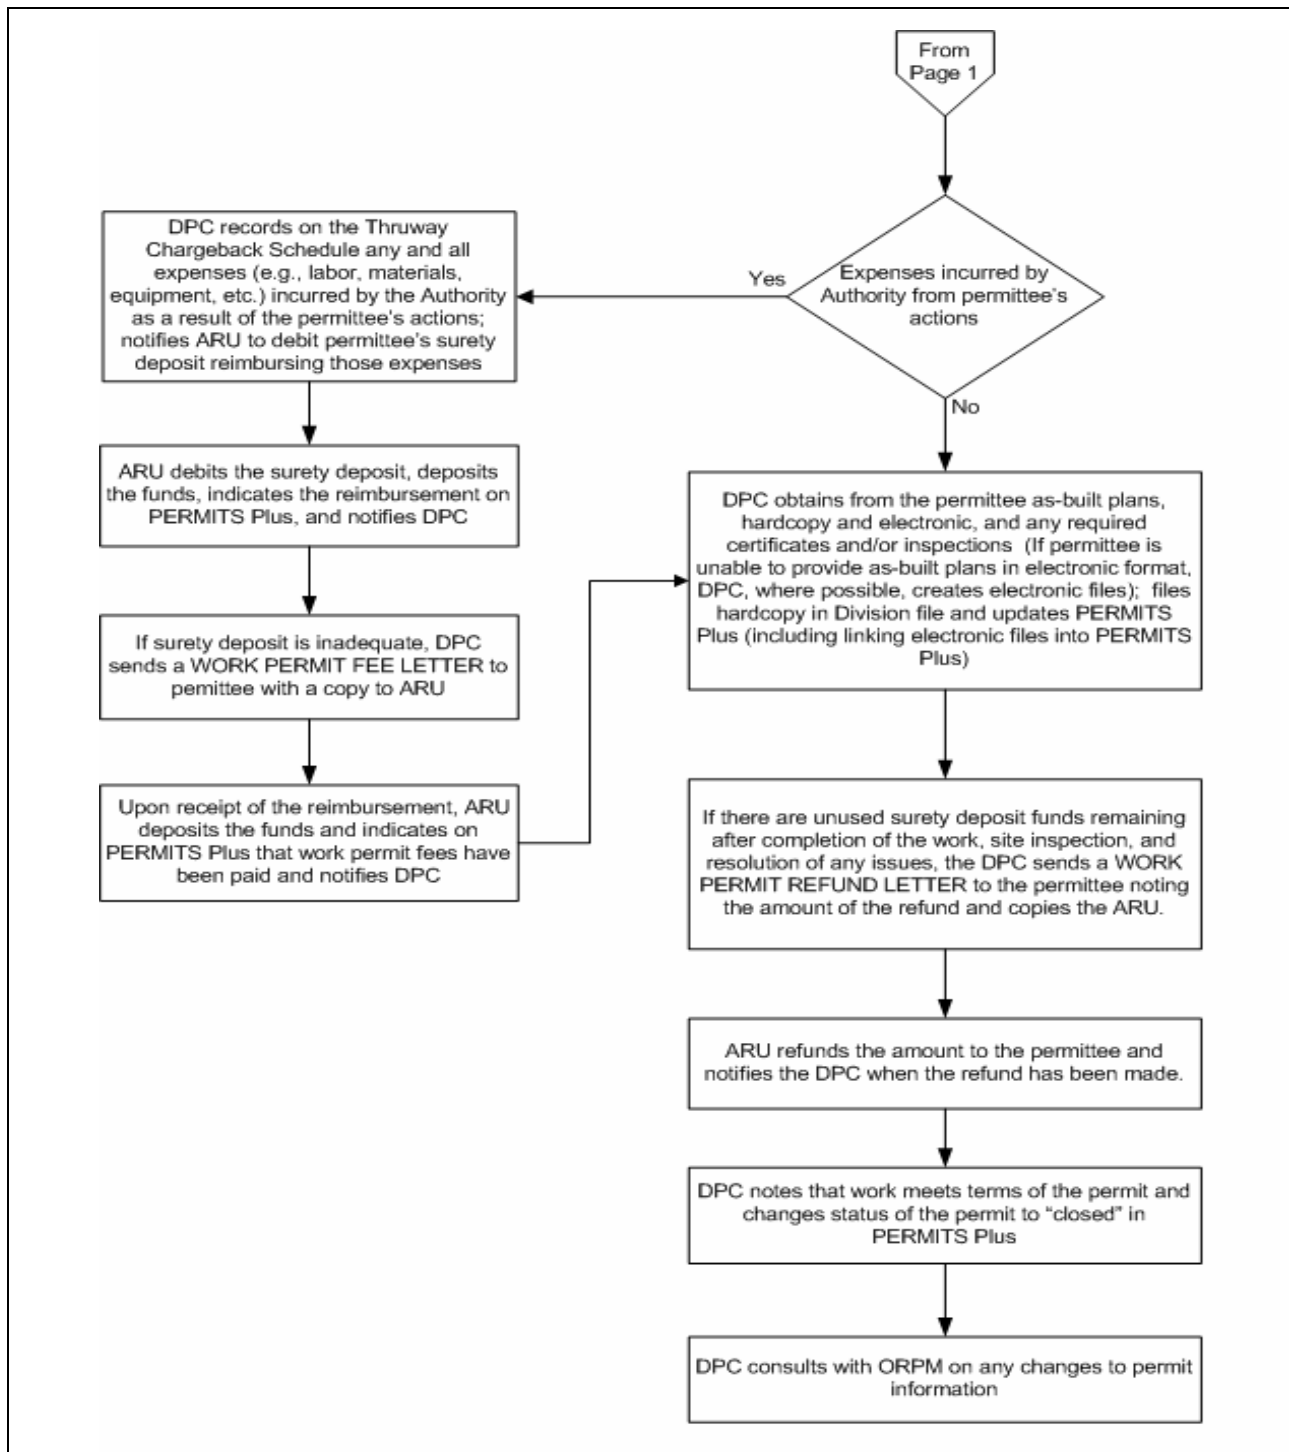 From
Page 1
Expenses incurred by
Authority from permittee's
actions
Yes
No
DPC records on the Thruway
Chargeback Schedule any and all
expenses (e.g., labor, materials,
equipment, etc.) incurred by the Authority
as a result of the permittee's actions;
notifies ARU to debit permittee's surety
deposit reimbursing those expenses
ARU debits the surety deposit, deposits
the funds, indicates the reimbursement on
PERMITS Plus, and notifies DPC
If surety deposit is inadequate, DPC
sends a WORK PERMIT FEE LETTER to
pemittee with a copy to ARU
Upon receipt of the reimbursement, ARU
deposits the funds and indicates on
PERMITS Plus that work permit fees have
been paid and notifies DPC
DPC obtains from the permittee as-built plans,
hardcopy and electronic, and any required
certificates and/or inspections (If permittee is
unable to provide as-built plans in electronic format,
DPC, where possible, creates electronic files); files
hardcopy in Division file and updates PERMITS
Plus (including linking electronic files into PERMITS
Plus)
If there are unused surety deposit funds remaining
after completion of the work, site inspection, and
resolution of any issues, the DPC sends a WORK
PERMIT REFUND LETTER to the permittee noting
the amount of the refund and copies the ARU.
ARU refunds the amount to the permittee and
notifies the DPC when the refund has been made.
DPC notes that work meets terms of the permit and
changes status of the permit to “closed” in
PERMITS Plus
DPC consults with ORPM on any changes to permit
information